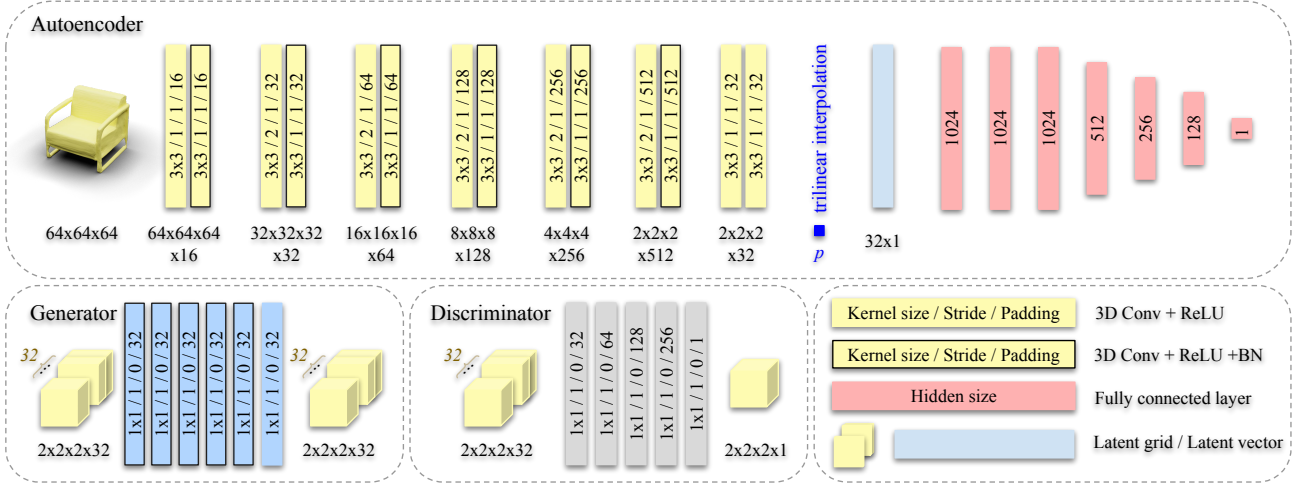 Autoencoder
3x3 / 1 / 1 / 16
3x3 / 1 / 1 / 16
3x3 / 2 / 1 / 32
3x3 / 1 / 1 / 32
3x3 / 2 / 1 / 64
3x3 / 1 / 1 / 64
3x3 / 2 / 1 / 128
3x3 / 1 / 1 / 128
3x3 / 2 / 1 / 256
3x3 / 1 / 1 / 256
3x3 / 2 / 1 / 512
3x3 / 1 / 1 / 512
3x3 / 1 / 1 / 32
3x3 / 1 / 1 / 32
trilinear interpolation
p
1024
1024
1024
512
256
128
1
64x64x64
64x64x64
x16
32x32x32
x32
16x16x16
x64
8x8x8
x128
4x4x4
x256
2x2x2
x512
2x2x2
x32
32x1
Generator
32
2x2x2x32
1x1 / 1 / 0 / 32
1x1 / 1 / 0 / 32
1x1 / 1 / 0 / 32
1x1 / 1 / 0 / 32
1x1 / 1 / 0 / 32
1x1 / 1 / 0 / 32
32
2x2x2x32
Discriminator
32
2x2x2x32
1x1 / 1 / 0 / 32
1x1 / 1 / 0 / 64
1x1 / 1 / 0 / 128
1x1 / 1 / 0 / 256
1x1 / 1 / 0 / 1
2x2x2x1
Kernel size / Stride / Padding
3D Conv + ReLU
Kernel size / Stride / Padding
3D Conv + ReLU +BN
Hidden size
Fully connected layer
Latent grid / Latent vector